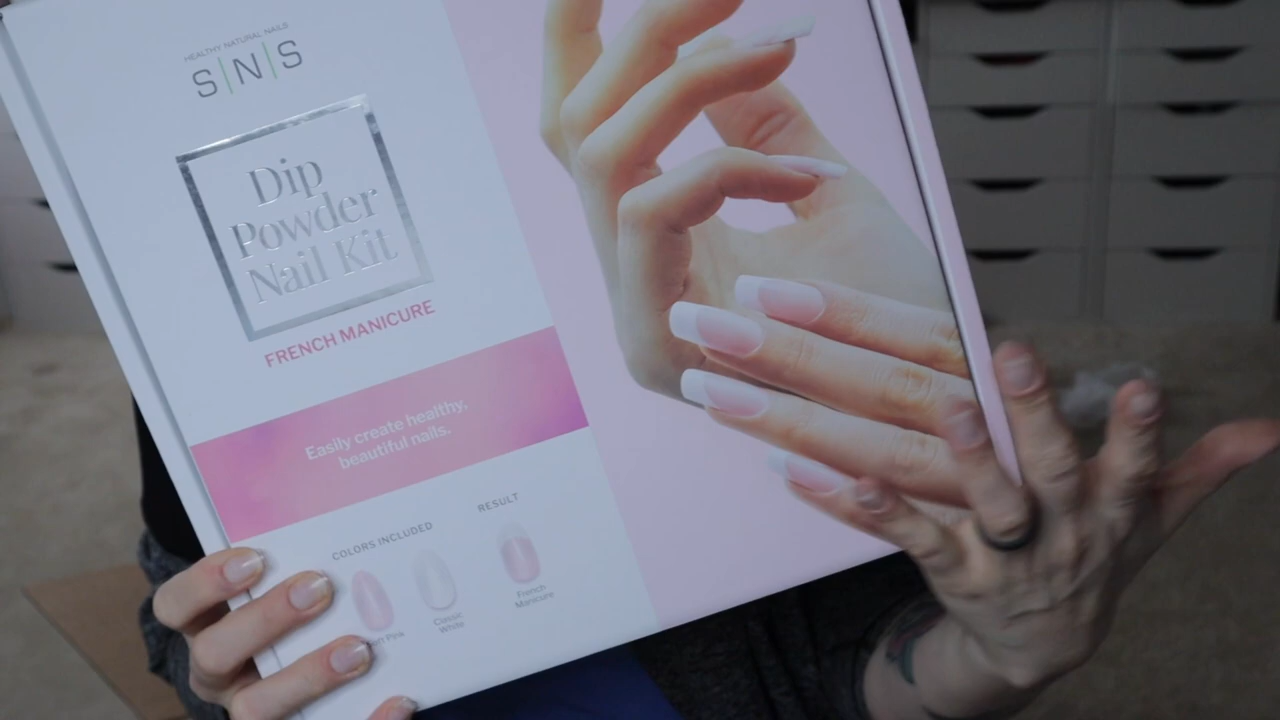 HEALTHY NATURAL NAILS
S|N|S
Dip
Powder
Nail Kit
FRENCH MANICURE
Easily create healthy,
beautiful nails.
COLORS INCLUDED
RESULT
Pink
Classic
White
French
Manicure